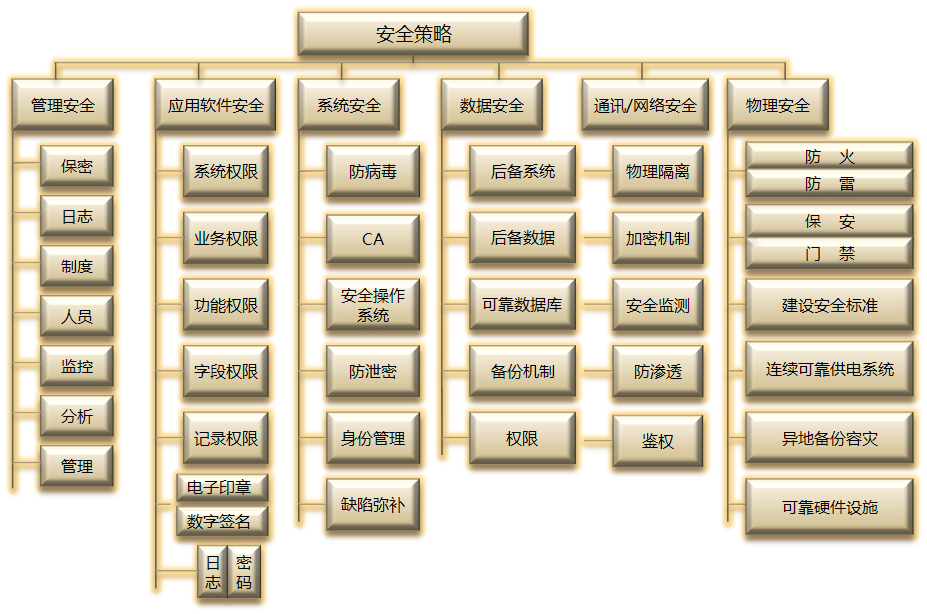 安全策略
管理安全
保密
日志
制度
人员
监控
分析
管理
应用软件安全
系统权限
业务权限
功能权限
字段权限
记录权限
电子印章
数字签名
日志
密码
系统安全
防病毒
CA
安全操作
系统
防泄密
身份管理
缺陷弥补
数据安全
后备系统
后备数据
可靠数据库
备份机制
权限
通讯/网络安全
物理隔离
加密机制
安全监测
防渗透
鉴权
物理安全
防 火
防 雷
保 安
门 禁
建设安全标准
连续可靠供电系统
异地备份容灾
可靠硬件设施